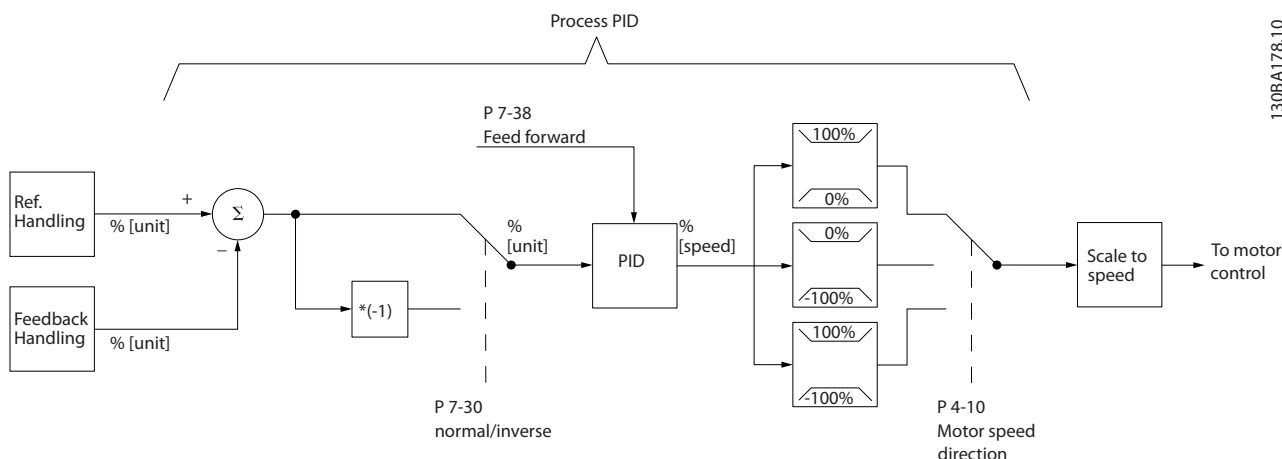 Process PID
130BA178.10
P 7-38
Feed forward
100%
0%
Ref.
Handling
+
% [unit]
Σ
−
%
[unit]
PID
%
[speed]
0%
-100%
Scale to
speed
To motor
control
Feedback
Handling
% [unit]
*(-1)
100%
-100%
P 7-30
normal/inverse
P 4-10
Motor speed
direction